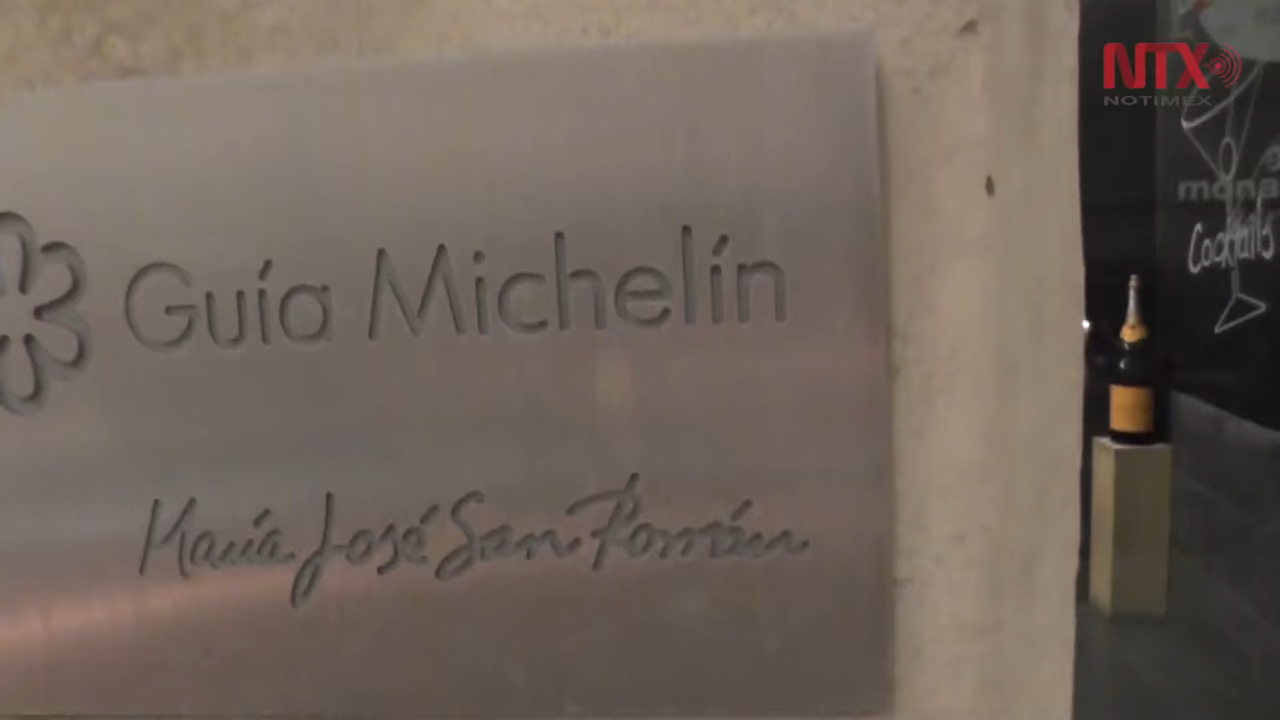 NTX
NOTIMEX
Guía Michelín
María José San Román
Cocktails